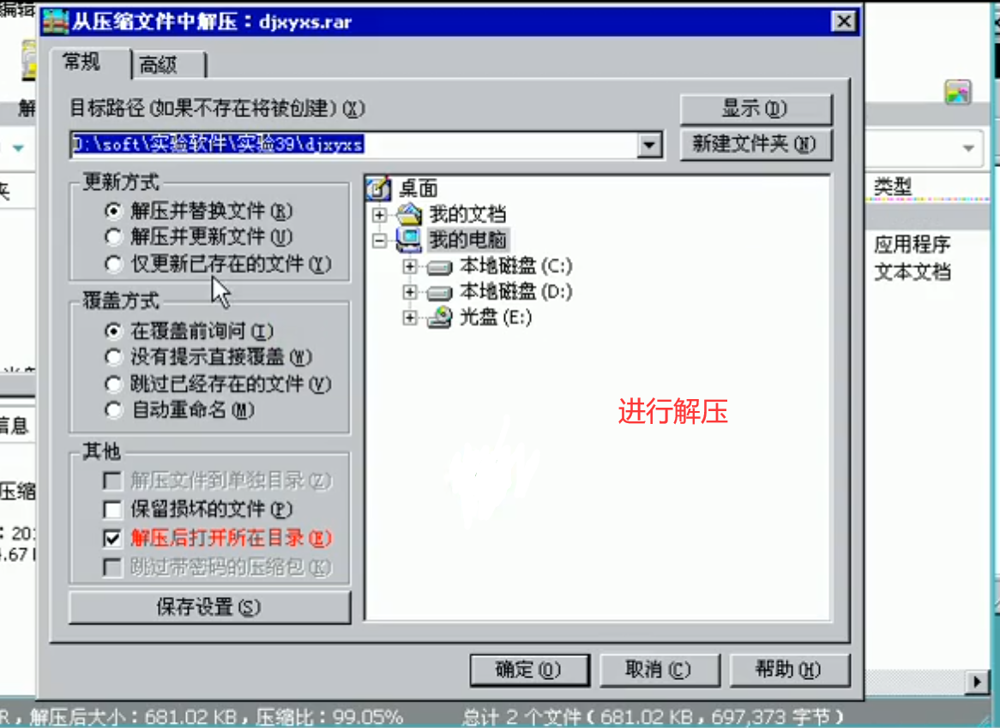 编辑
从压缩文件中解压：djxyxs.rar
常规
高级
解
目标路径(如果不存在将被创建)(X)
显示(D)
D:\soft\实验软件\实验39\djxyxs
新建文件夹(N)
夹
更新方式
解压并替换文件(R)
解压并更新文件(U)
仅更新已存在的文件(Y)
覆盖方式
在覆盖前询问(I)
没有提示直接覆盖(W)
跳过已经存在的文件(V)
自动重命名(M)
其他
解压文件到单独目录(Z)
保留损坏的文件(P)
解压后打开所在目录(E)
跳过带密码的压缩包(K)
保存设置(S)
桌面
我的文档
我的电脑
本地磁盘 (C:)
本地磁盘 (D:)
光盘 (E:)
进行解压
类型
应用程序
文本文档
信息
压缩
: 20
.67
确定(O)
取消(C)
帮助(H)
R，解压后大小：681.02 KB，压缩比：99.05%
总计 2 个文件（681.02 KB，697,373 字节）